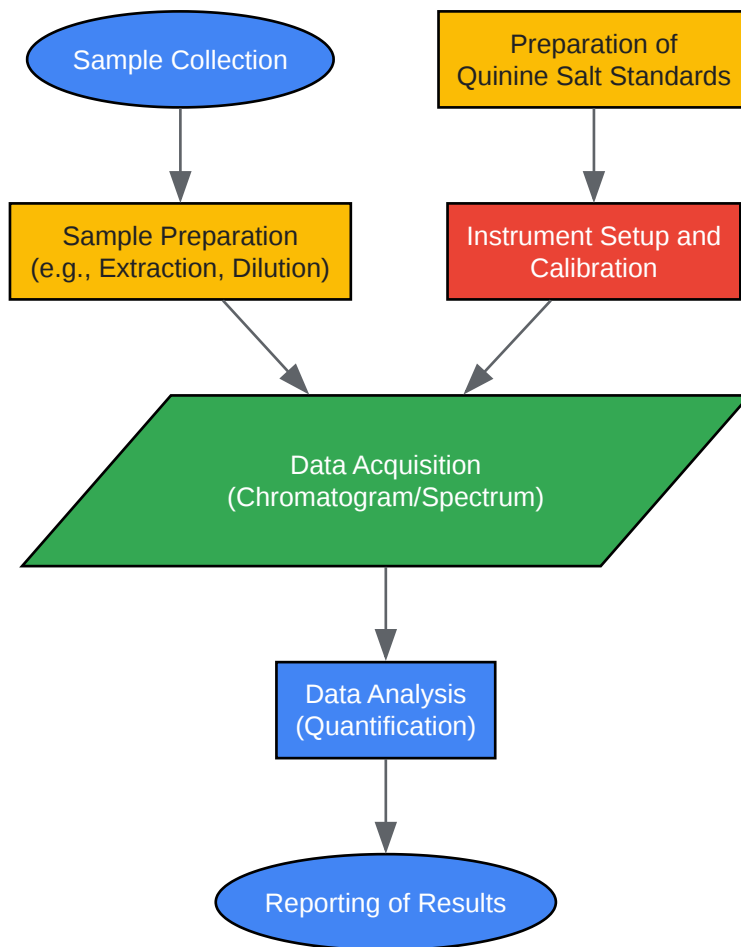 Sample Collection
Preparation of
Quinine Salt Standards
Sample Preparation
(e.g., Extraction, Dilution)
Instrument Setup and
Calibration
Data Acquisition
(Chromatogram/Spectrum)
Data Analysis
(Quantification)
Reporting of Results